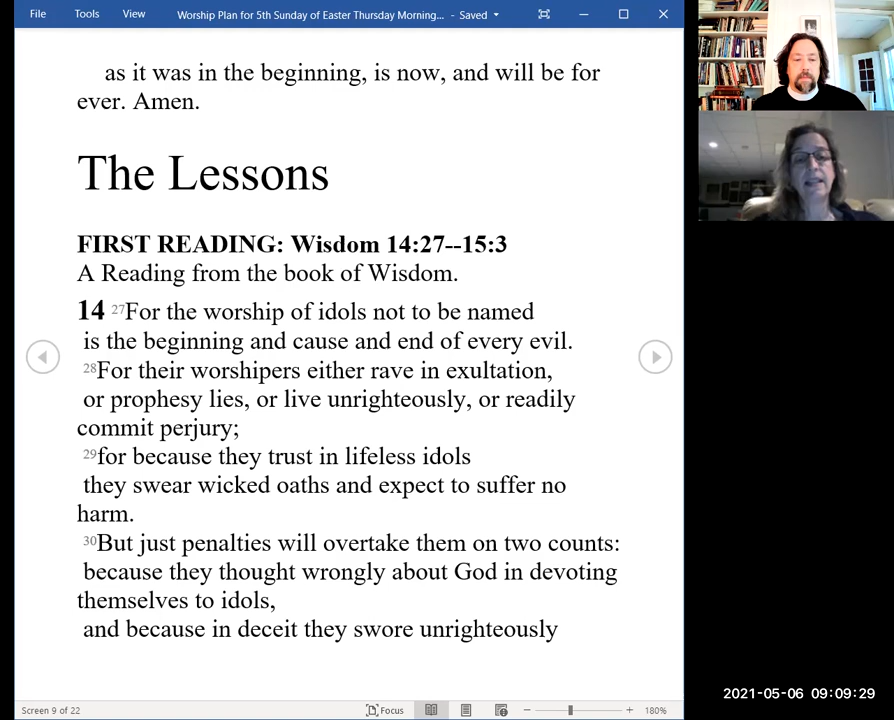 File Tools View Worship Plan for 5th Sunday of Easter Thursday Morning... - Saved
as it was in the beginning, is now, and will be for
ever. Amen.
The Lessons
FIRST READING: Wisdom 14:27--15:3
A Reading from the book of Wisdom.
14 27For the worship of idols not to be named
is the beginning and cause and end of every evil.
28For their worshipers either rave in exultation,
or prophesy lies, or live unrighteously, or readily
commit perjury;
29for because they trust in lifeless idols
they swear wicked oaths and expect to suffer no
harm.
30But just penalties will overtake them on two counts:
because they thought wrongly about God in devoting
themselves to idols,
and because in deceit they swore unrighteously
Screen 9 of 22 Focus 180%
2021-05-06 09:09:29